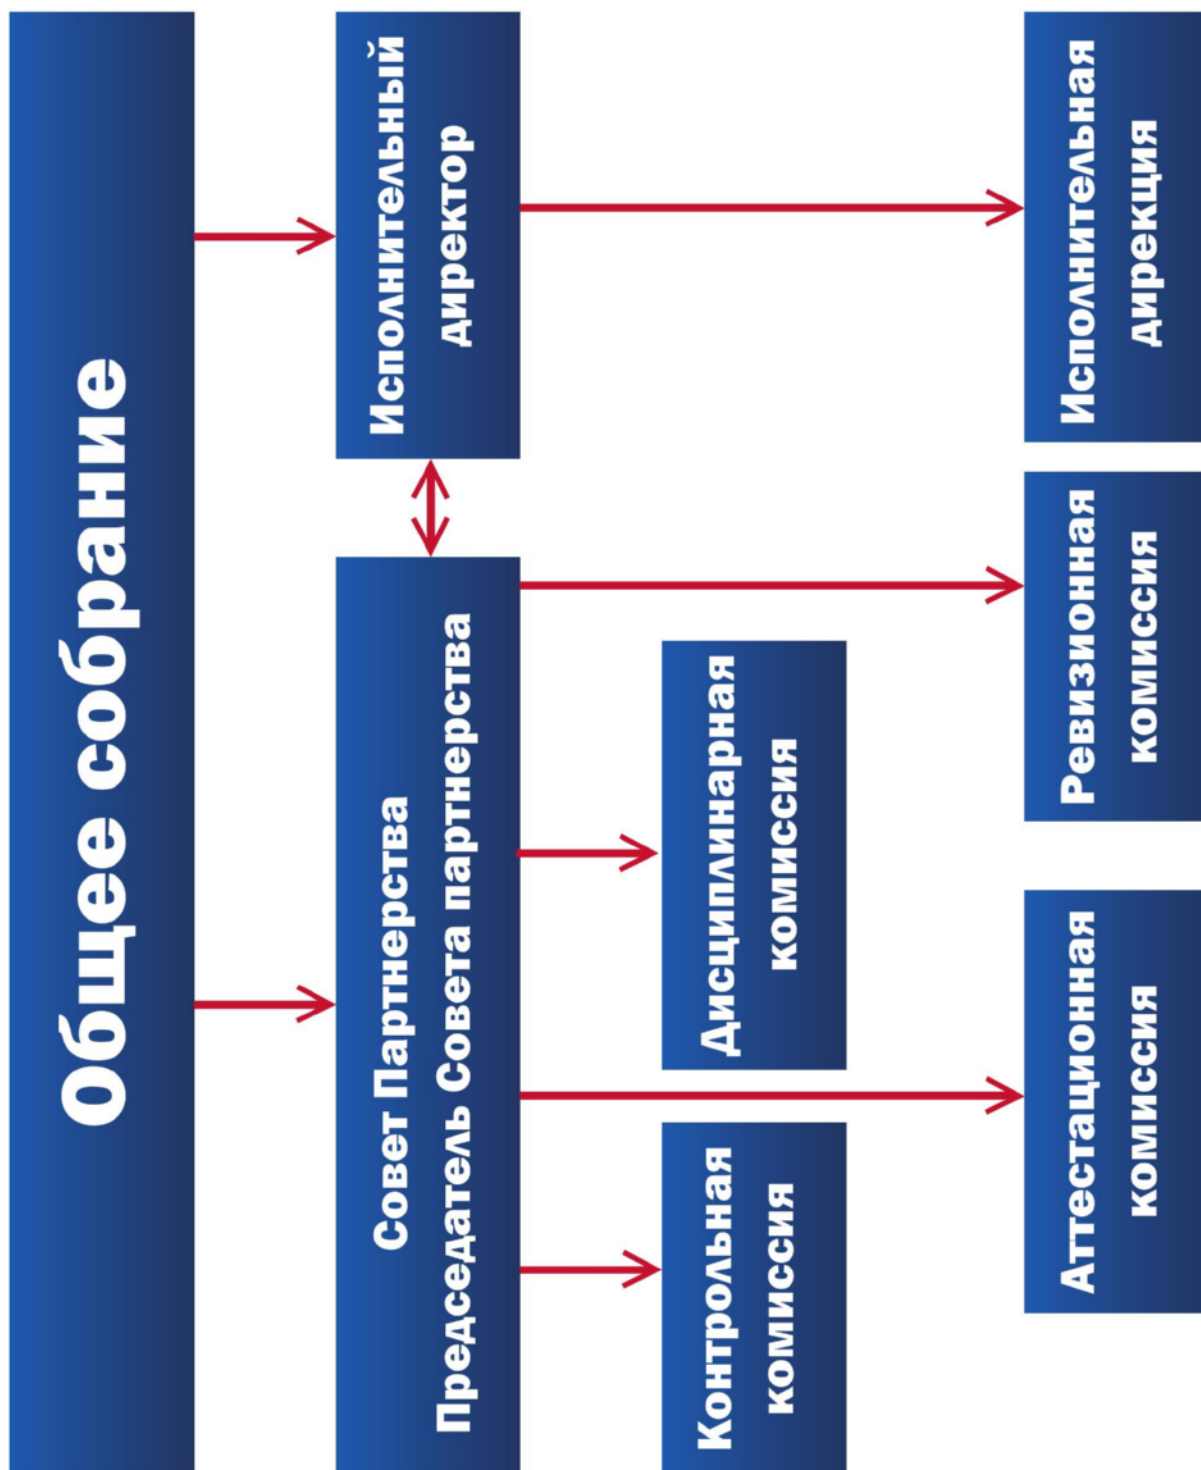 Общее собрание
Совет Партнерства
Председатель Совета партнерства
Исполнительный
директор
Контрольная
комиссия
Дисциплинарная
комиссия
Аттестационная
комиссия
Ревизионная
комиссия
Исполнительная
дирекция